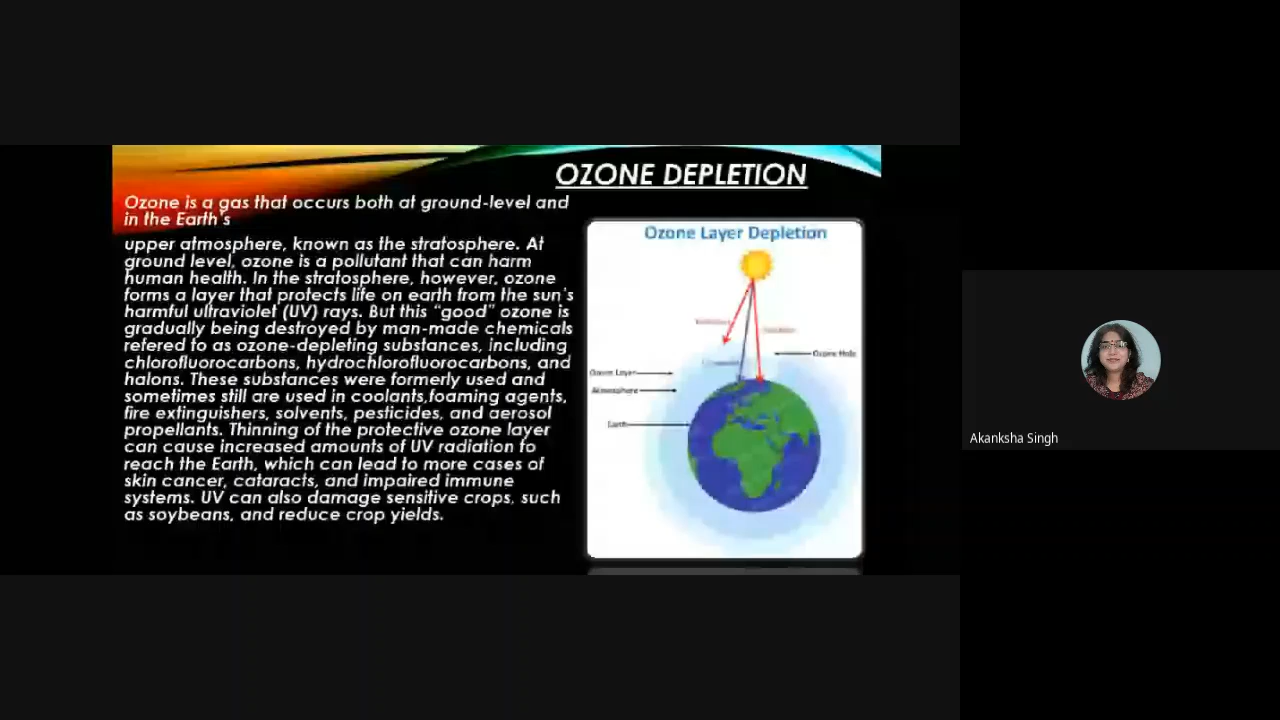 OZONE DEPLETION
Ozone is a gas that occurs both at ground-level and
in the Earth's
upper atmosphere, known as the stratosphere. At
ground level, ozone is a pollutant that can harm
human health. In the stratosphere, however, ozone
forms a layer that protects life on earth from the sun's
harmful ultraviolet (UV) rays. But this "good" ozone is
gradually being destroyed by man-made chemicals
refered to as ozone-depleting substances, including
chlorofluorocarbons, hydrochlorofluorocarbons, and
halons. These substances were formerly used and
sometimes still are used in coolants,foaming agents,
fire extinguishers, solvents, pesticides, and aerosol
propellants. Thinning of the protective ozone layer
can cause increased amounts of UV radiation to
reach the Earth, which can lead to more cases of
skin cancer, cataracts, and impaired immune
systems. UV can also damage sensitive crops, such
as soybeans, and reduce crop yields.
Ozone Layer Depletion
Ozone Hole
Ozone Layer
Atmosphere
Earth
Akanksha Singh